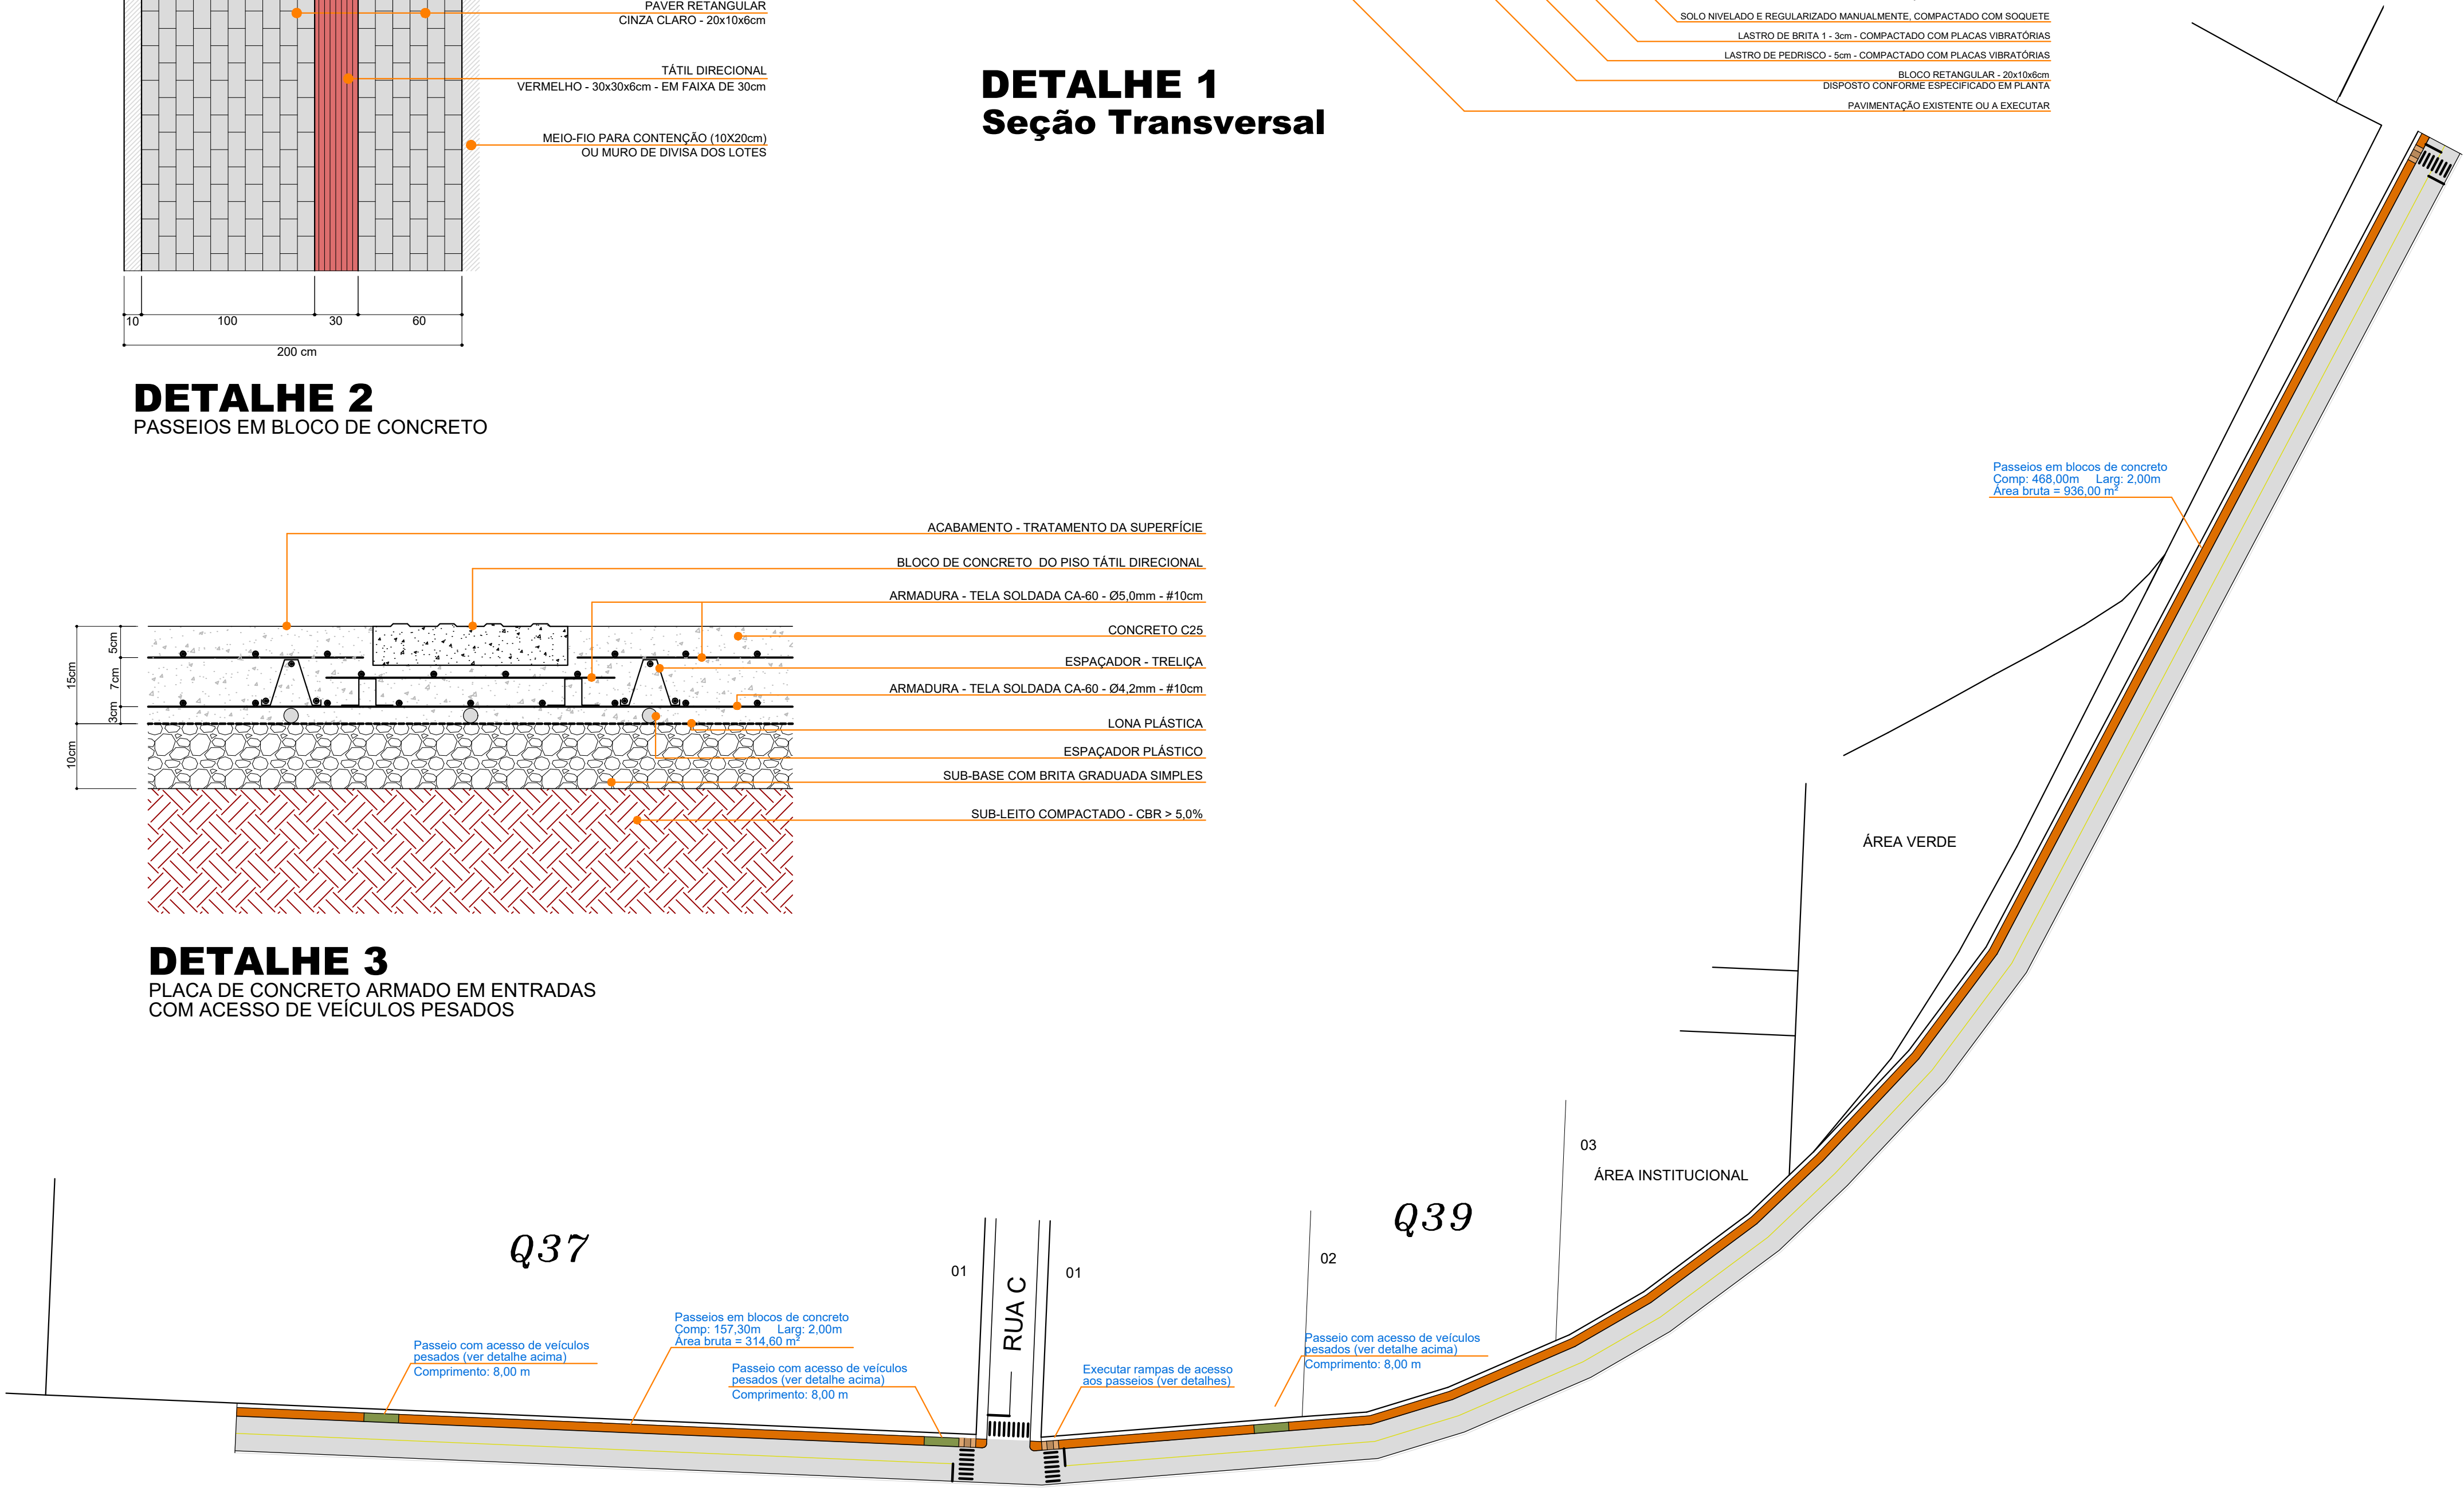 PAVER RETANGULAR
CINZA CLARO - 20x10x6cm
TÁTIL DIRECIONAL
VERMELHO - 30x30x6cm - EM FAIXA DE 30cm
MEIO-FIO PARA CONTENÇÃO (10X20cm)
OU MURO DE DIVISA DOS LOTES
10
100
30
60
200 cm
DETALHE 2
PASSEIOS EM BLOCO DE CONCRETO
DETALHE 1
Seção Transversal
SOLO NIVELADO E REGULARIZADO MANUALMENTE, COMPACTADO COM SOQUETE
LASTRO DE BRITA 1 - 3cm - COMPACTADO COM PLACAS VIBRATÓRIAS
LASTRO DE PEDRISCO - 5cm - COMPACTADO COM PLACAS VIBRATÓRIAS
BLOCO RETANGULAR - 20x10x6cm
DISPOSTO CONFORME ESPECIFICADO EM PLANTA
PAVIMENTAÇÃO EXISTENTE OU A EXECUTAR
ACABAMENTO - TRATAMENTO DA SUPERFÍCIE
BLOCO DE CONCRETO DO PISO TÁTIL DIRECIONAL
ARMADURA - TELA SOLDADA CA-60 - Ø5,0mm - #10cm
CONCRETO C25
ESPAÇADOR - TRELIÇA
ARMADURA - TELA SOLDADA CA-60 - Ø4,2mm - #10cm
LONA PLÁSTICA
ESPAÇADOR PLÁSTICO
SUB-BASE COM BRITA GRADUADA SIMPLES
SUB-LEITO COMPACTADO - CBR > 5,0%
15cm
5cm
7cm
3cm
10cm
DETALHE 3
PLACA DE CONCRETO ARMADO EM ENTRADAS
COM ACESSO DE VEÍCULOS PESADOS
Passeios em blocos de concreto
Comp: 468,00m Larg: 2,00m
Área bruta = 936,00 m²
ÁREA VERDE
03
ÁREA INSTITUCIONAL
Q39
02
Q37
01
RUA C
01
Passeio com acesso de veículos
pesados (ver detalhe acima)
Comprimento: 8,00 m
Passeios em blocos de concreto
Comp: 157,30m Larg: 2,00m
Área bruta = 314,60 m²
Passeio com acesso de veículos
pesados (ver detalhe acima)
Comprimento: 8,00 m
Executar rampas de acesso
aos passeios (ver detalhes)
Passeio com acesso de veículos
pesados (ver detalhe acima)
Comprimento: 8,00 m